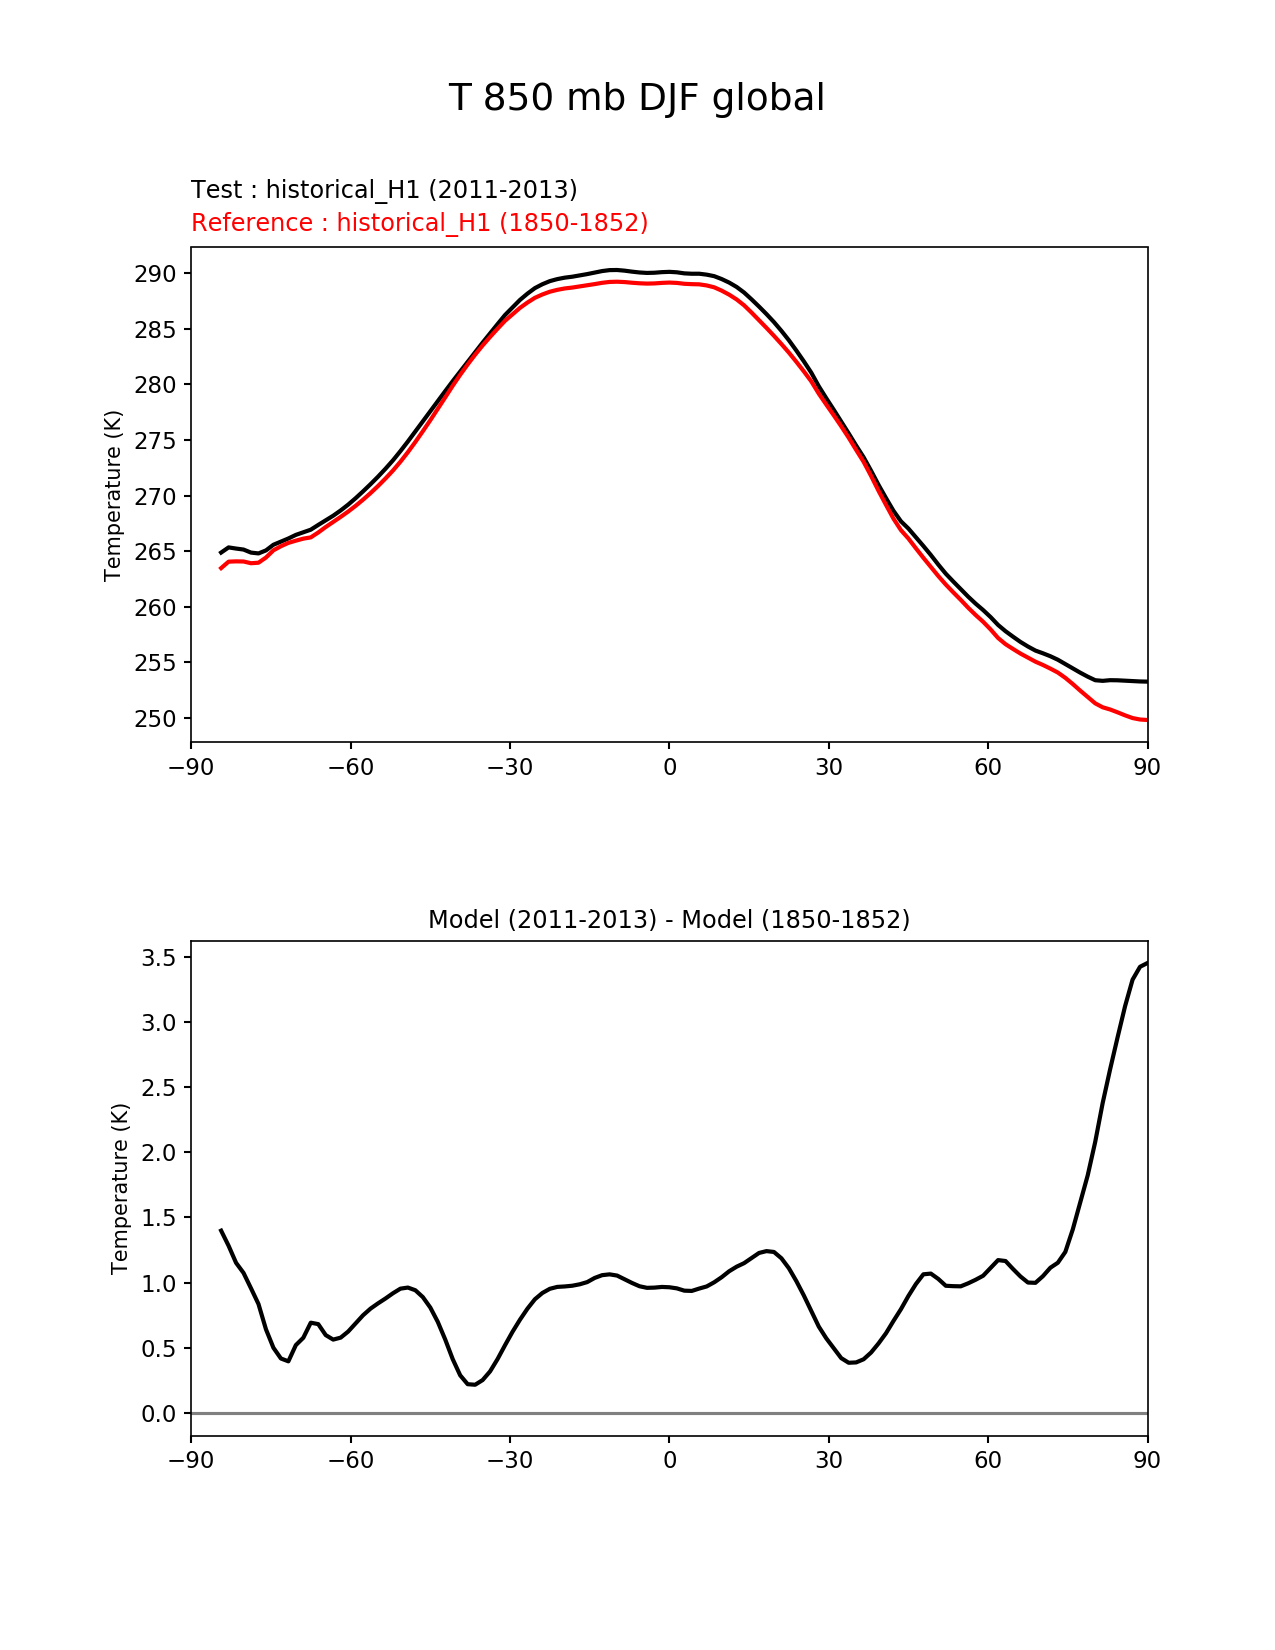 T 850 mb DJF global
Test : historical_H1 (2011-2013)
Reference : historical_H1 (1850-1852)
290
285
280
275
270
265
260
255
250
Temperature (K)
−90 −60 −30 0 30 60 90
Model (2011-2013) - Model (1850-1852)
3.5
3.0
2.5
2.0
1.5
1.0
0.5
0.0
Temperature (K)
−90 −60 −30 0 30 60 90